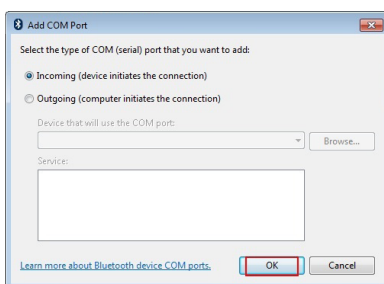 Add COM Port
Select the type of COM (serial) port that you want to add:
Incoming (device initiates the connection)
Outgoing (computer initiates the connection)
Device that will use the COM port:
Browse...
Service:
Learn more about Bluetooth device COM ports.
OK
Cancel